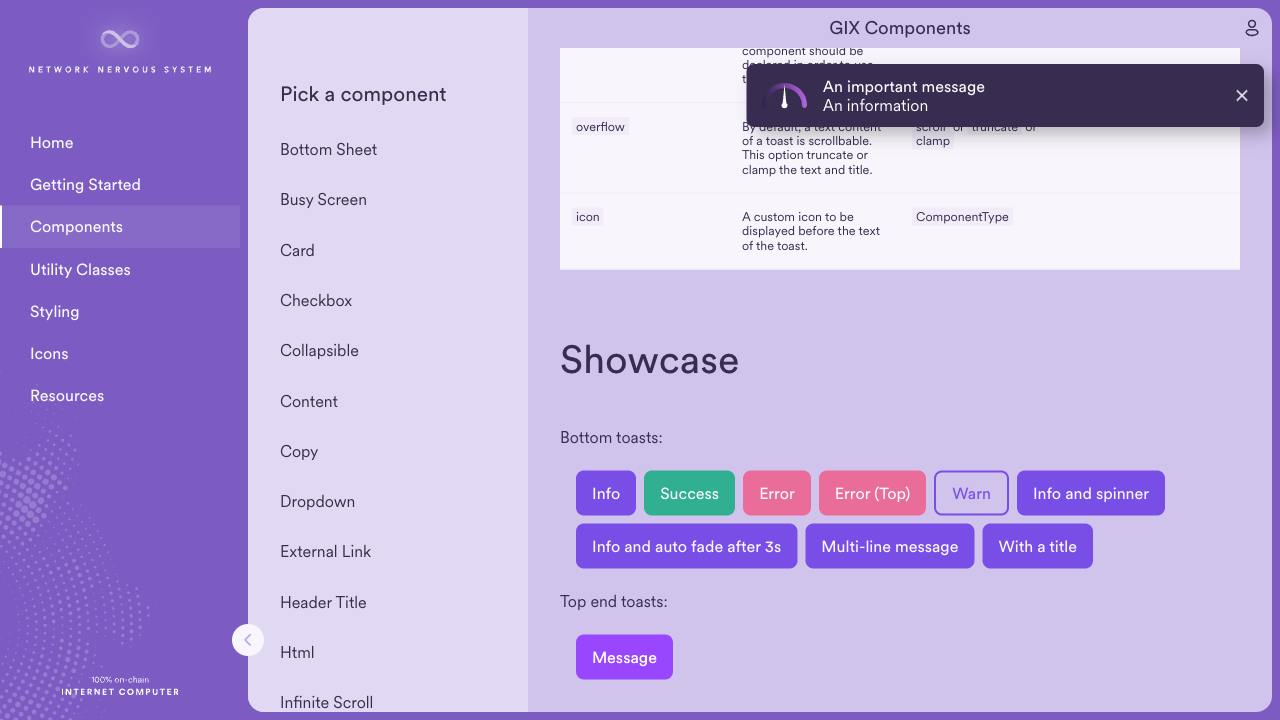 NETWORK NERVOUS SYSTEM
Home
Getting Started
Components
Utility Classes
Styling
Icons
Resources
100% on-chain
INTERNET COMPUTER
Pick a component
Bottom Sheet
Busy Screen
Card
Checkbox
Collapsible
Content
Copy
Dropdown
External Link
Header Title
Html
Infinite Scroll
GIX Components
component should be
declared in order to use
An important message
An information
overflow
By default, a text content
of a toast is scrollable.
This option truncate or
clamp the text and title.
scroll or truncate or
clamp
icon
A custom icon to be
displayed before the text
of the toast.
ComponentType
Showcase
Bottom toasts:
Info
Success
Error
Error (Top)
Warn
Info and spinner
Info and auto fade after 3s
Multi-line message
With a title
Top end toasts:
Message